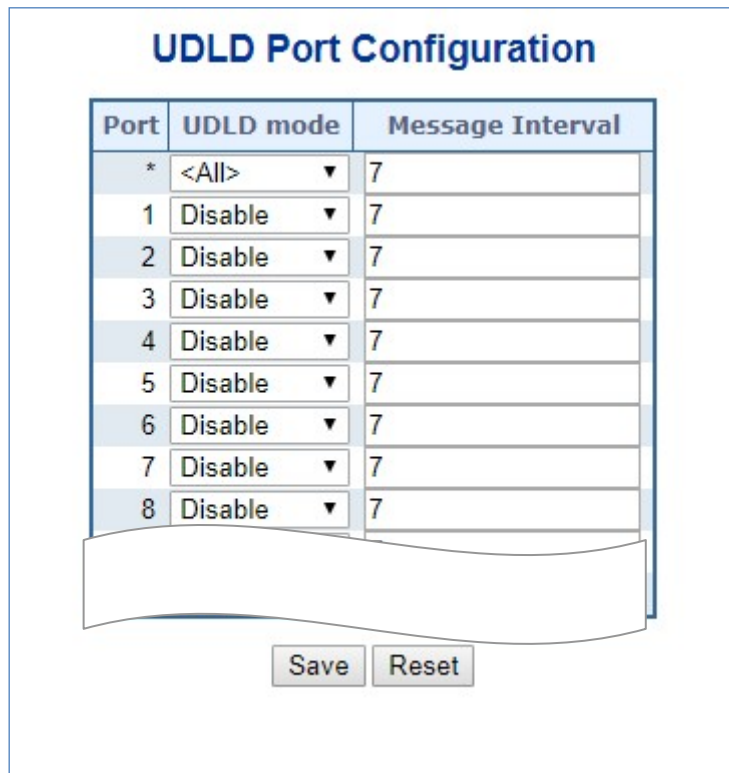 UDLD Port Configuration
Port UDLD mode Message Interval
* <All> 7
1 Disable 7
2 Disable 7
3 Disable 7
4 Disable 7
5 Disable 7
6 Disable 7
7 Disable 7
8 Disable 7
Save Reset